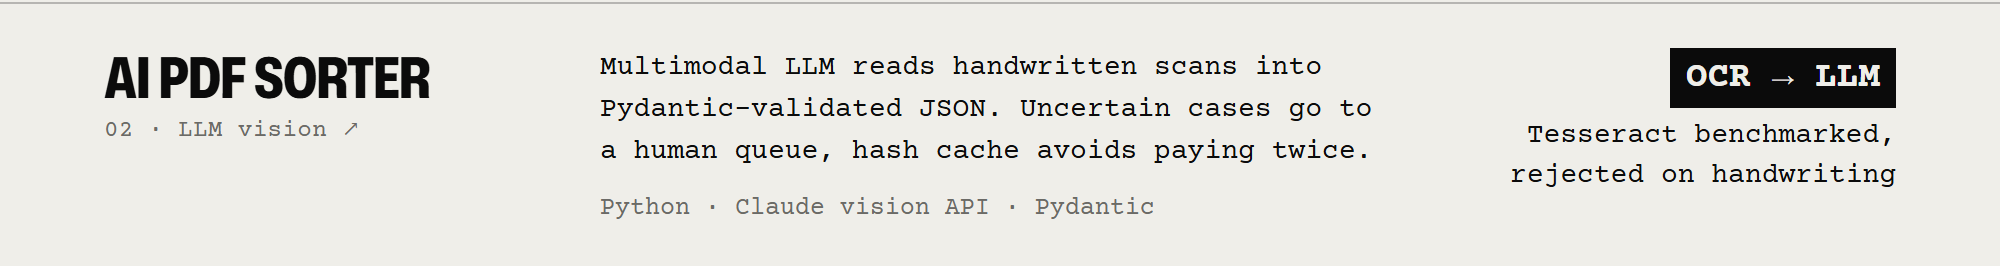 AI PDF SORTER
02 · LLM vision ↗
Multimodal LLM reads handwritten scans into
Pydantic-validated JSON. Uncertain cases go to
a human queue, hash cache avoids paying twice.
Python · Claude vision API · Pydantic
OCR → LLM
Tesseract benchmarked,
rejected on handwriting